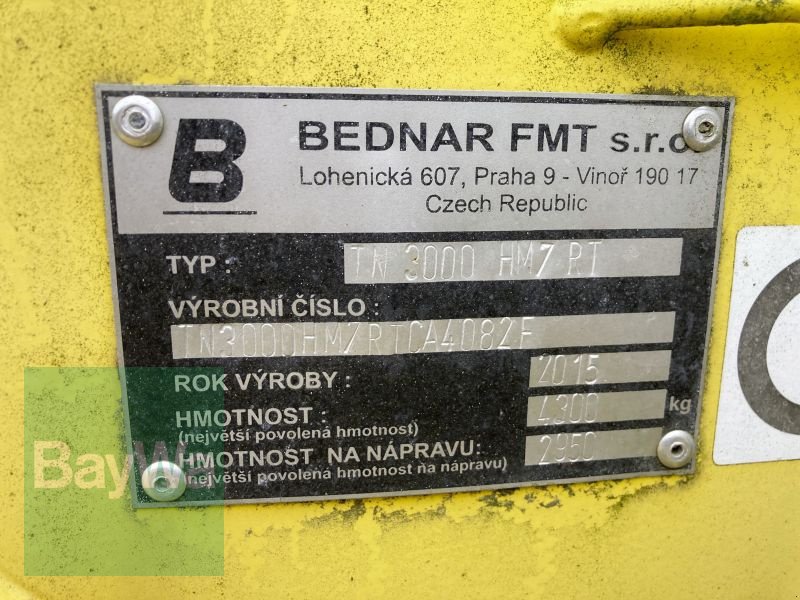 B
BEDNAR FMT s.r.o.
Lohenická 607, Praha 9 - Vinoř 190 17
Czech Republic
TYP : TN 3000 HM7 RT
VÝROBNÍ ČÍSLO :
TN3000HM7RTCA4082F
ROK VÝROBY : 2015
HMOTNOST : 4300 kg
(největší povolená hmotnost)
HMOTNOST NA NÁPRAVU: 2950
(největší povolená hmotnost na nápravu)
BayW